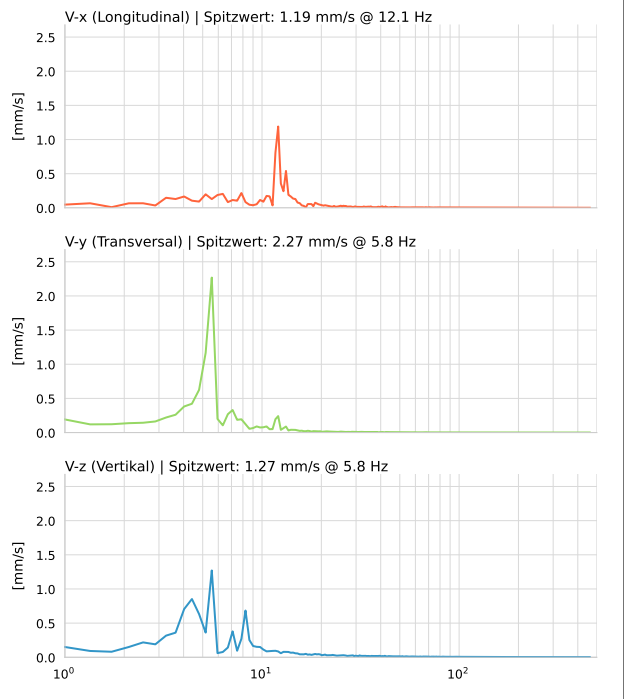 V-x (Longitudinal) | Spitzwert: 1.19 mm/s @ 12.1 Hz
2.5
2.0
1.5
1.0
0.5
0.0
[mm/s]
V-y (Transversal) | Spitzwert: 2.27 mm/s @ 5.8 Hz
2.5
2.0
1.5
1.0
0.5
0.0
[mm/s]
V-z (Vertikal) | Spitzwert: 1.27 mm/s @ 5.8 Hz
2.5
2.0
1.5
1.0
0.5
0.0
[mm/s]
10⁰ 10¹ 10²